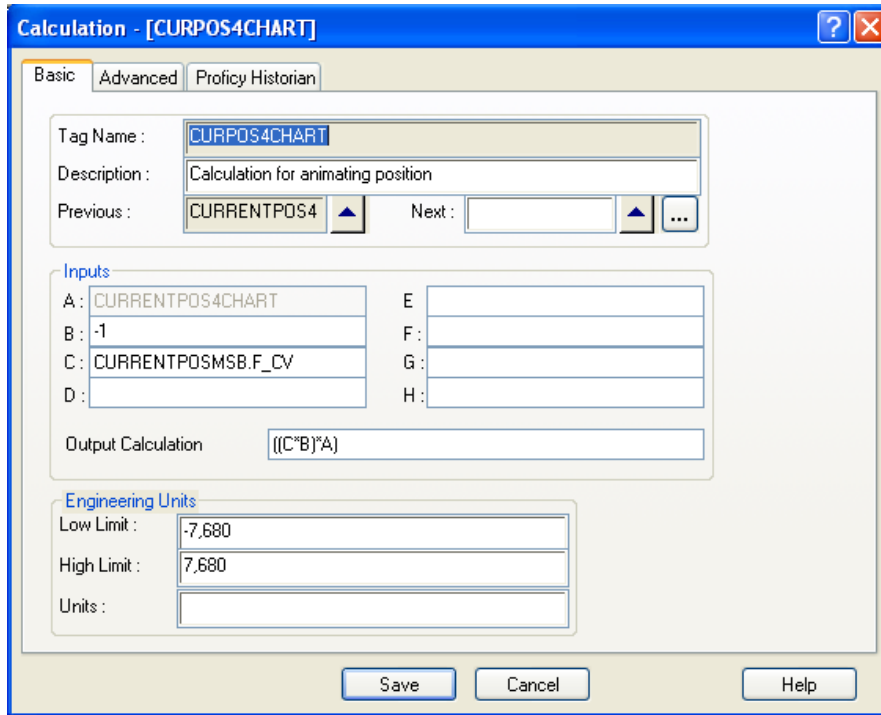 Calculation - [CURPOS4CHART]
Basic Advanced Proficy Historian
Tag Name : CURPOS4CHART
Description : Calculation for animating position
Previous : CURRENTPOS4 Next : ...
Inputs
A : CURRENTPOS4CHART E
B : -1 F :
C : CURRENTPOSMSB.F_CV G :
D : H :
Output Calculation ((C*B)*A)
Engineering Units
Low Limit : -7,680
High Limit : 7,680
Units :
Save Cancel Help